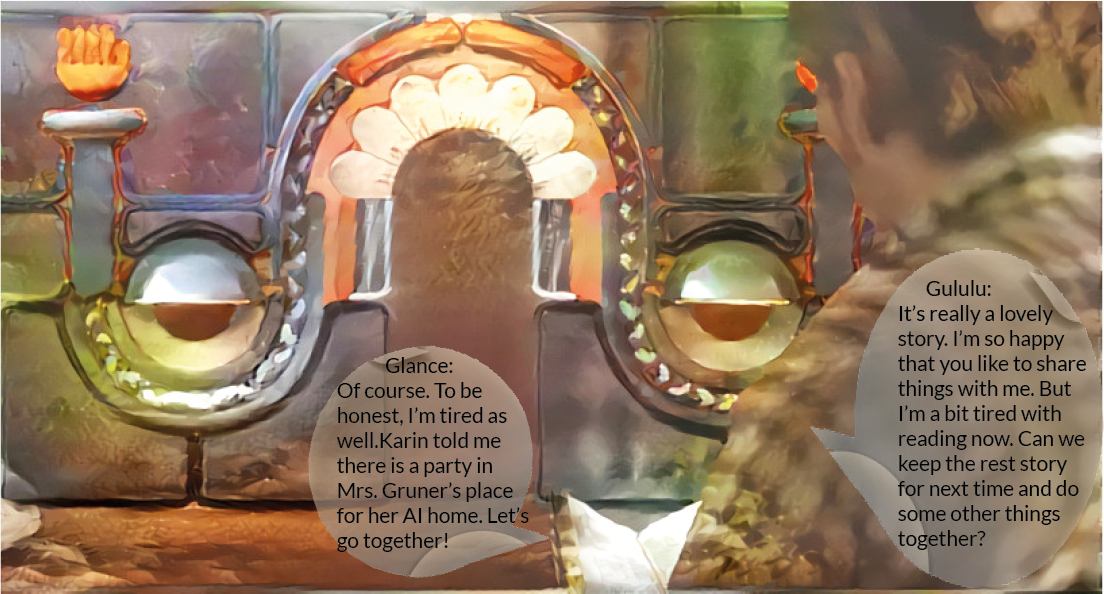 Gululu:
It's really a lovely
story. I'm so happy
that you like to share
things with me. But
I'm a bit tired with
reading now. Can we
keep the rest story
for next time and do
some other things
together?
Glance:
Of course. To be
honest, I'm tired as
well.Karin told me
there is a party in
Mrs. Gruner's place
for her AI home. Let's
go together!